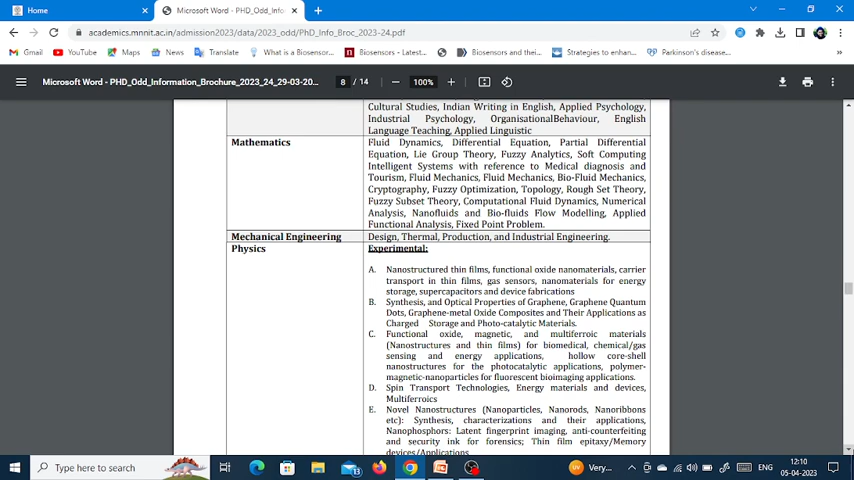 Home
Microsoft Word - PhD_Odd_Info
academics.mnnit.ac.in/admission2023/data/2023_odd/PhD_Info_Broc_2023-24.pdf
Gmail
YouTube
Maps
News
Translate
What is a Biosensor...
Biosensors - Latest...
Biosensors and thei...
Strategies to enhan...
Parkinson's disease...
Microsoft Word - PHD_Odd_Information_Brochure_2023_24_29-03-20...
8 / 14
100%
Cultural Studies, Indian Writing in English, Applied Psychology,
Industrial Psychology, OrganisationalBehaviour, English
Language Teaching, Applied Linguistic
Mathematics
Fluid Dynamics, Differential Equation, Partial Differential
Equation, Lie Group Theory, Fuzzy Analytics, Soft Computing
Intelligent Systems with reference to Medical diagnosis and
Tourism, Fluid Mechanics, Fluid Mechanics, Bio-Fluid Mechanics,
Cryptography, Fuzzy Optimization, Topology, Rough Set Theory,
Fuzzy Subset Theory, Computational Fluid Dynamics, Numerical
Analysis, Nanofluids and Bio-fluids Flow Modelling, Applied
Functional Analysis, Fixed Point Problem.
Mechanical Engineering
Design, Thermal, Production, and Industrial Engineering.
Physics
Experimental:
A. Nanostructured thin films, functional oxide nanomaterials, carrier
transport in thin films, gas sensors, nanomaterials for energy
storage, supercapacitors and device fabrications
B. Synthesis, and Optical Properties of Graphene, Graphene Quantum
Dots, Graphene-metal Oxide Composites and Their Applications as
Charged Storage and Photo-catalytic Materials.
C. Functional oxide, magnetic, and multiferroic materials
(Nanostructures and thin films) for biomedical, chemical/gas
sensing and energy applications, hollow core-shell
nanostructures for the photocatalytic applications, polymer-
magnetic-nanoparticles for fluorescent bioimaging applications.
D. Spin Transport Technologies, Energy materials and devices,
Multiferroics
E. Novel Nanostructures (Nanoparticles, Nanorods, Nanoribbons
etc): Synthesis, characterizations and their applications,
Nanophosphors: Latent fingerprint imaging, anti-counterfeiting
and security ink for forensics; Thin film epitaxy/Memory
devices/Applications
Type here to search
Very...
ENG
12:10
05-04-2023